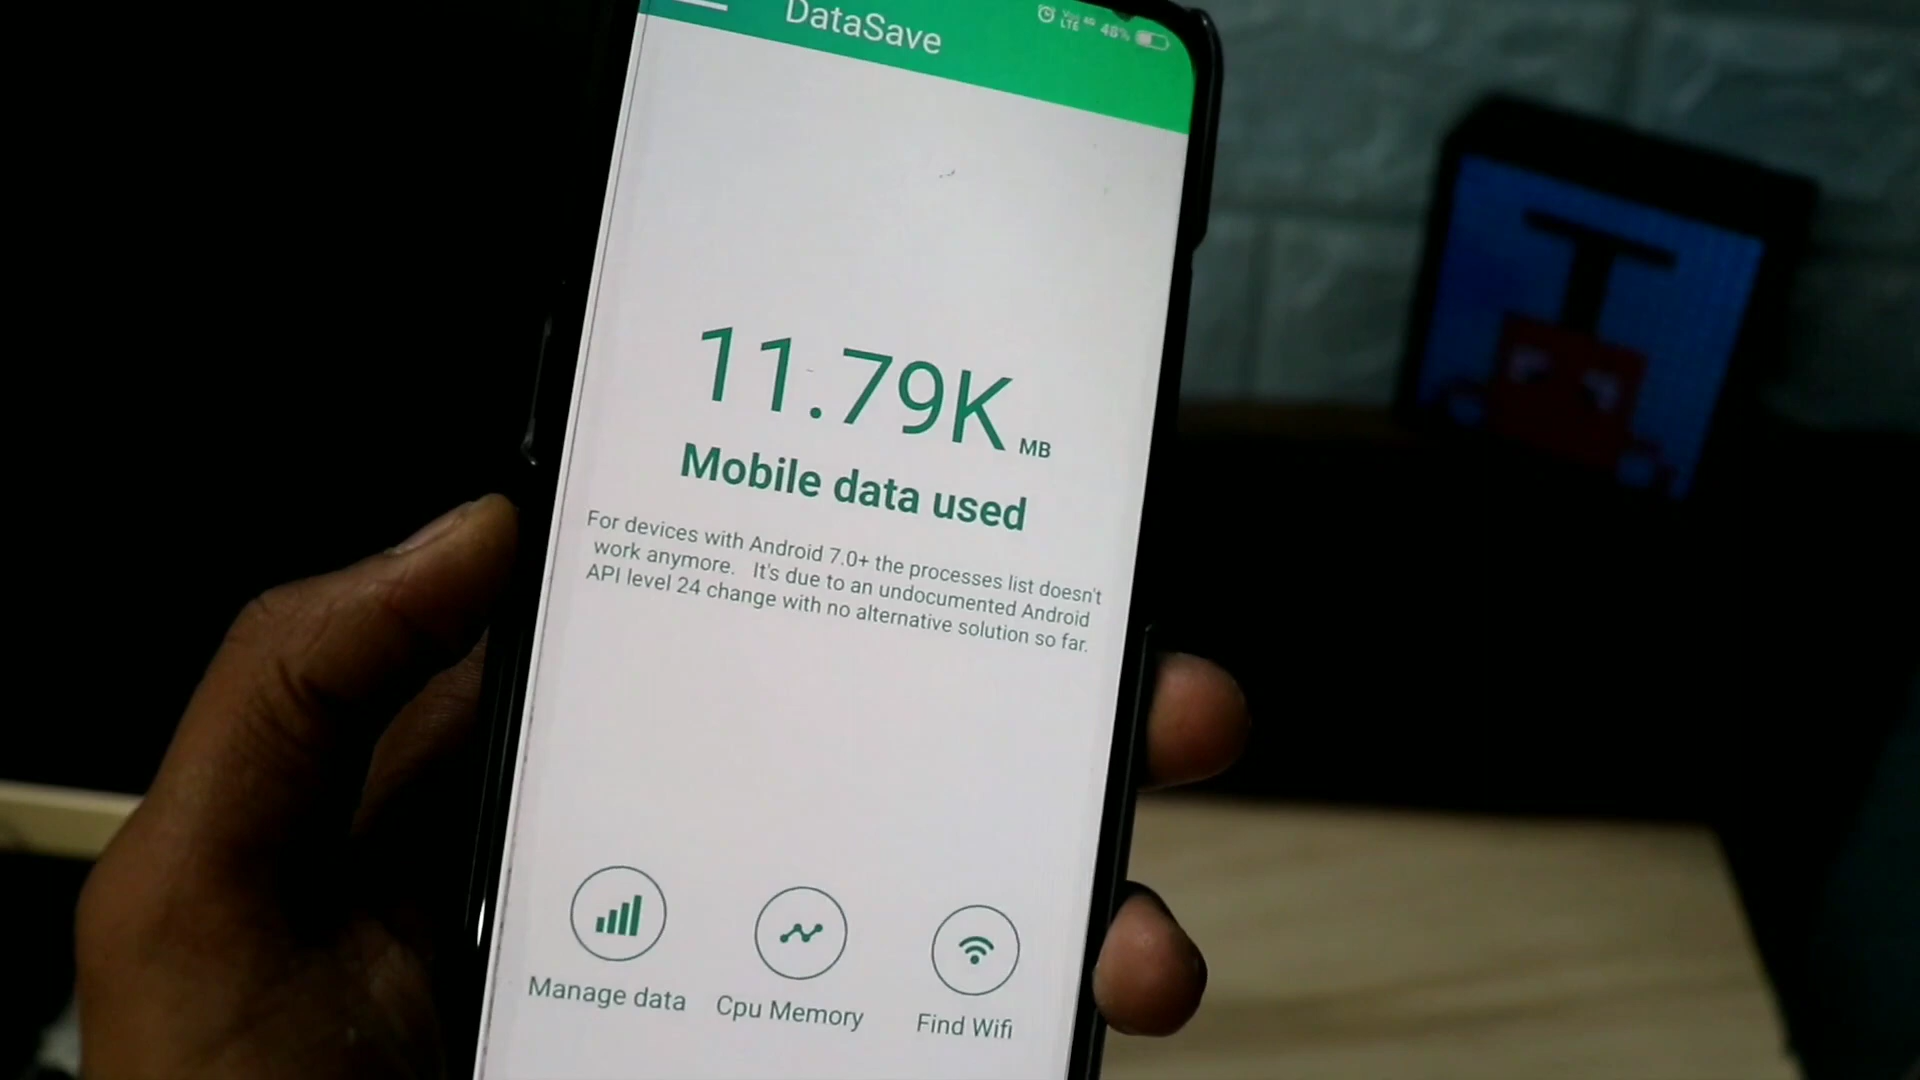 DataSave
LTE 4G 48%
11.79K MB
Mobile data used
For devices with Android 7.0+ the processes list doesn't
work anymore. It's due to an undocumented Android
API level 24 change with no alternative solution so far.
Manage data
Cpu Memory
Find Wifi